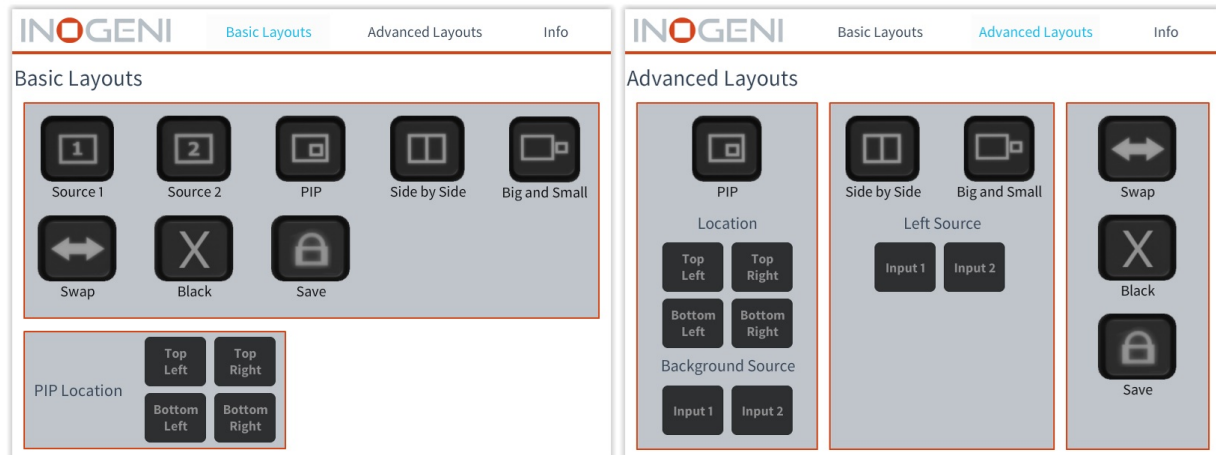 INOGENI Basic Layouts Advanced Layouts Info
Basic Layouts
1 2
Source 1 Source 2 PIP Side by Side Big and Small
X
Swap Black Save
PIP Location
Top Left
Top Right
Bottom Left
Bottom Right
INOGENI Basic Layouts Advanced Layouts Info
Advanced Layouts
PIP
Location
Top Left
Top Right
Bottom Left
Bottom Right
Background Source
Input 1 Input 2
Side by Side Big and Small
Left Source
Input 1 Input 2
Swap
X
Black
Save